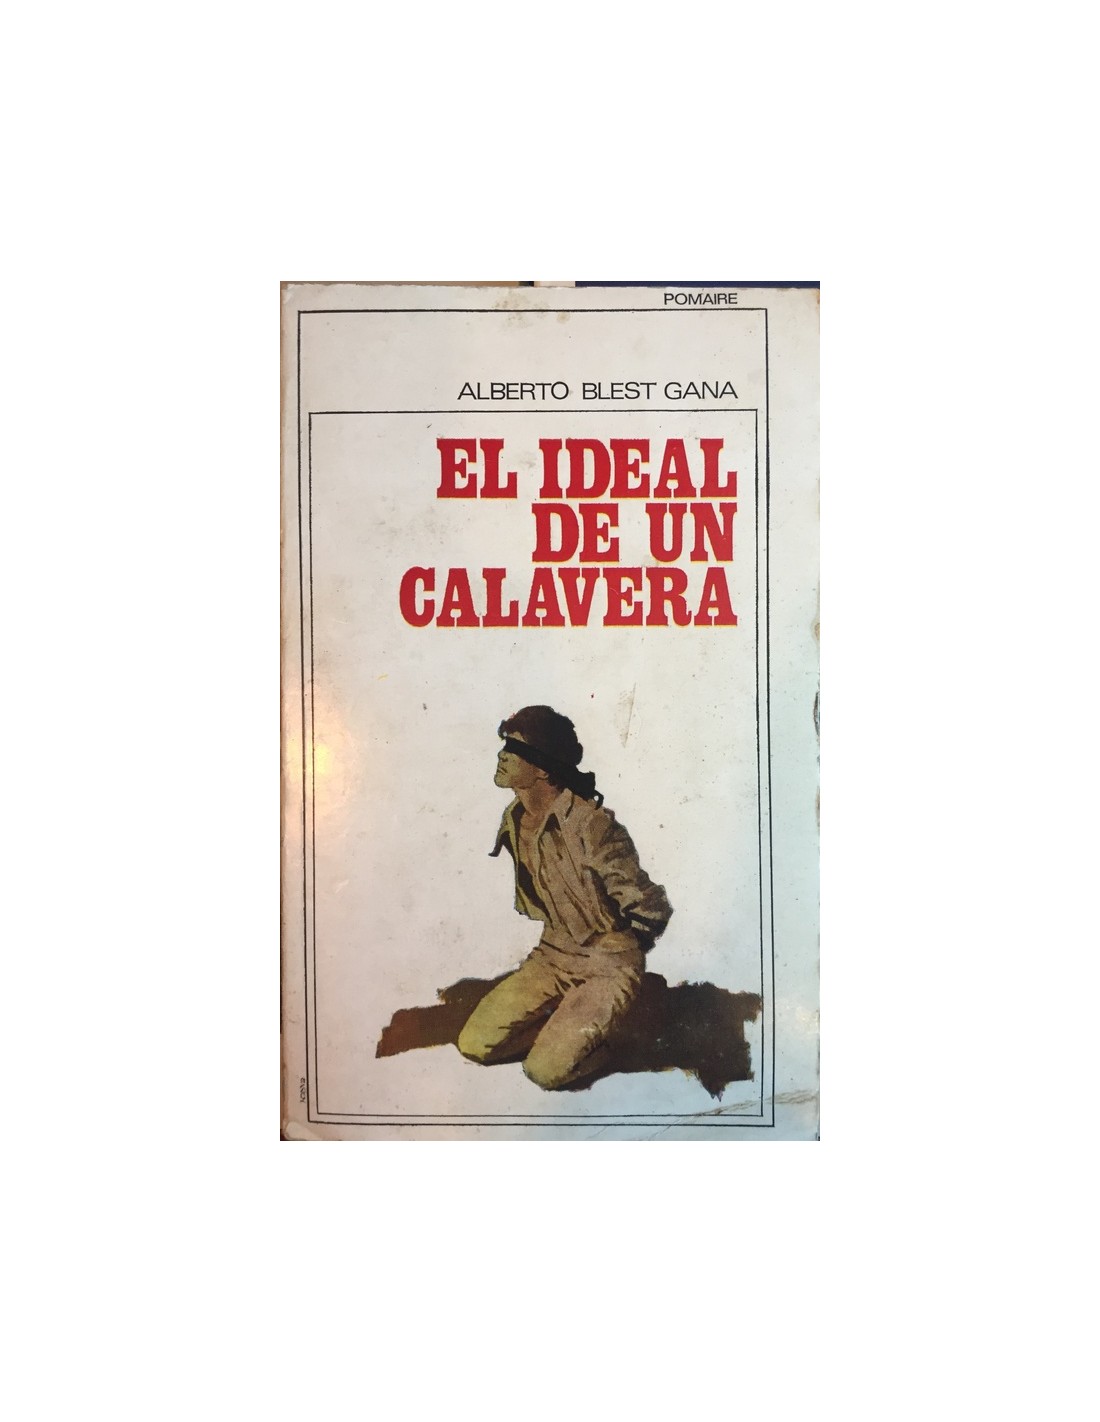 POMAIRE
ALBERTO BLEST GANA
EL IDEAL
DE UN
CALAVERA